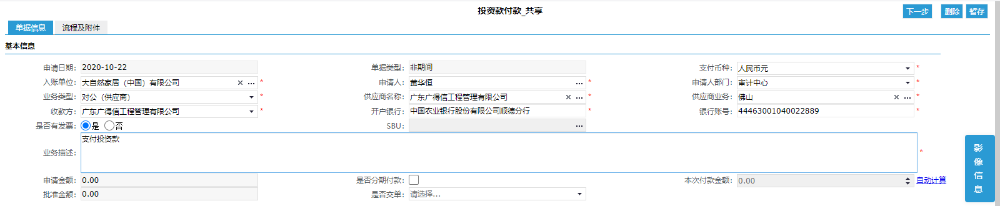 投资款付款_共享
下一步 删除 暂存
单据信息 流程及附件
基本信息
申请日期: 2020-10-22 单据类型: 非期间 支付币种: 人民币元 *
入账单位: 大自然家居（中国）有限公司 × ... * 申请人: 黄华恒 ... * 申请人部门: 审计中心 *
业务类型: 对公（供应商） * 供应商名称: 广东广得信工程管理有限公司 × ... * 供应商业务: 佛山 × ... *
收款方: 广东广得信工程管理有限公司 * 开户银行: 中国农业银行股份有限公司顺德分行 * 银行账号: 44463001040022889 *
是否有发票: 是 否 SBU: ...
业务描述: 支付投资款 *
申请金额: 0.00 是否分期付款: 本次付款金额: 0.00 自动计算
批准金额: 0.00 是否交单: 请选择...
影像信息